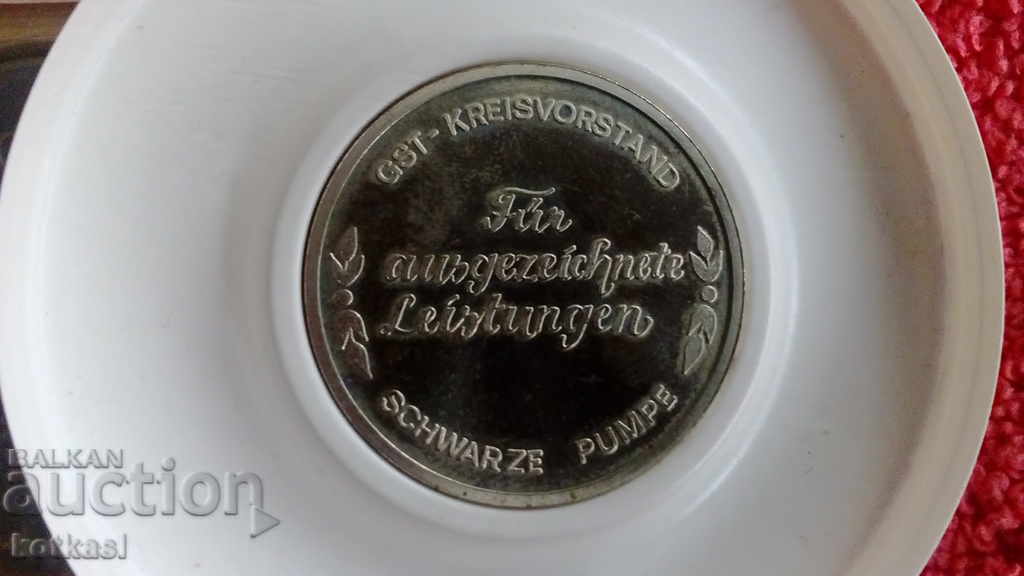 GST-KREISVORSTAND
Für
ausgezeichnete
Leistungen
SCHWARZE PUMPE
BALKAN
auction
kotkasl